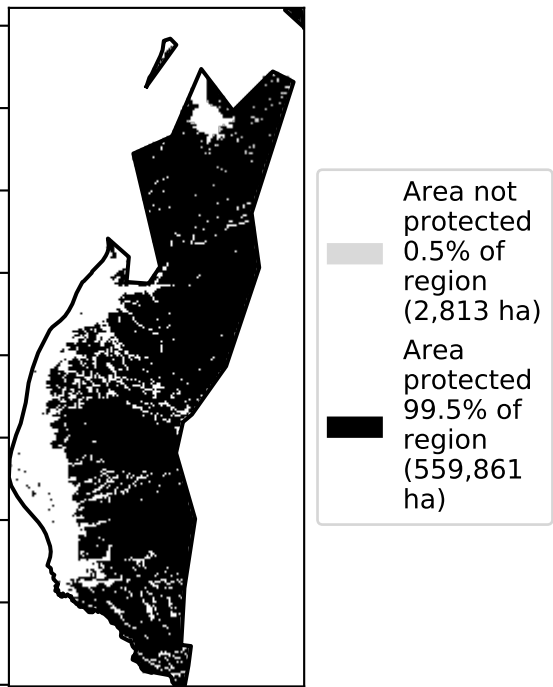 Area not
protected
0.5% of
region
(2,813 ha)
Area
protected
99.5% of
region
(559,861
ha)